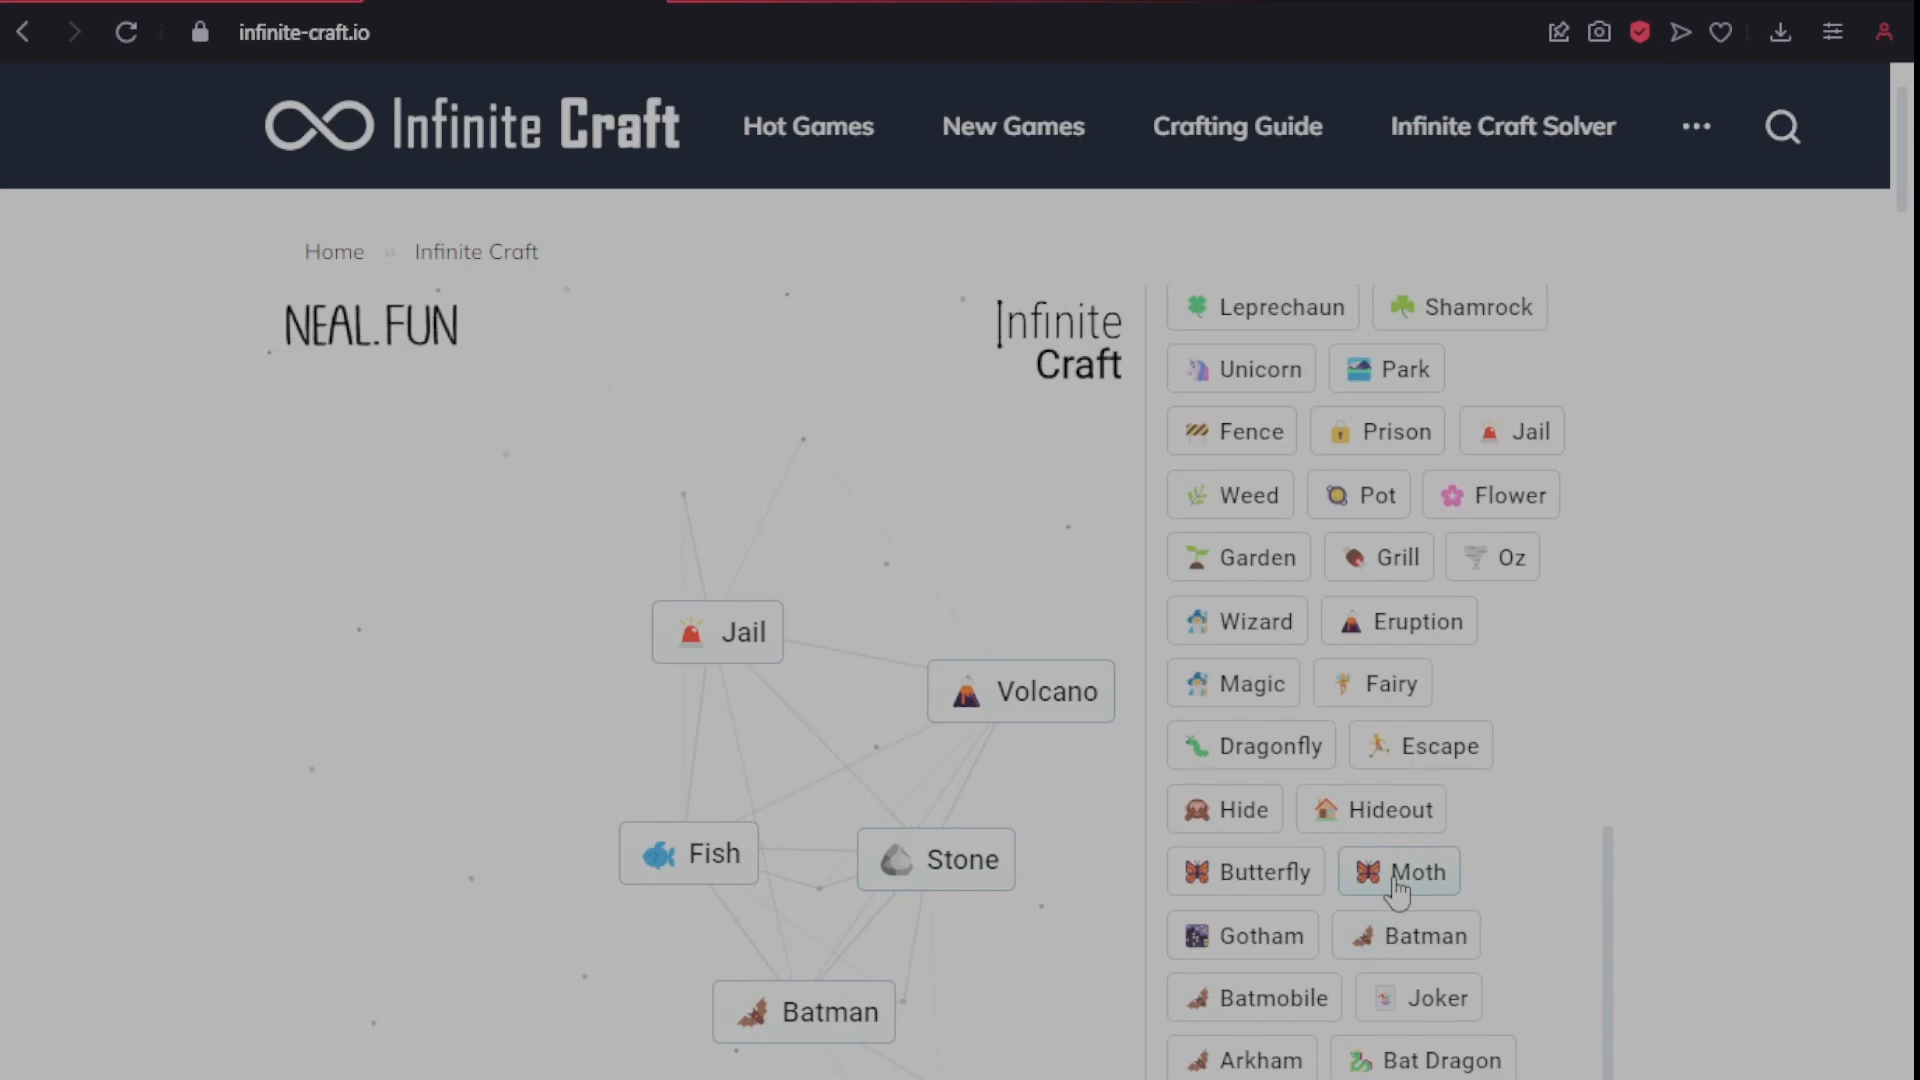 infinite-craft.io
Infinite Craft
Hot Games
New Games
Crafting Guide
Infinite Craft Solver
Home » Infinite Craft
NEAL.FUN
Infinite
Craft
Jail
Volcano
Fish
Stone
Batman
Leprechaun
Shamrock
Unicorn
Park
Fence
Prison
Jail
Weed
Pot
Flower
Garden
Grill
Oz
Wizard
Eruption
Magic
Fairy
Dragonfly
Escape
Hide
Hideout
Butterfly
Moth
Gotham
Batman
Batmobile
Joker
Arkham
Bat Dragon